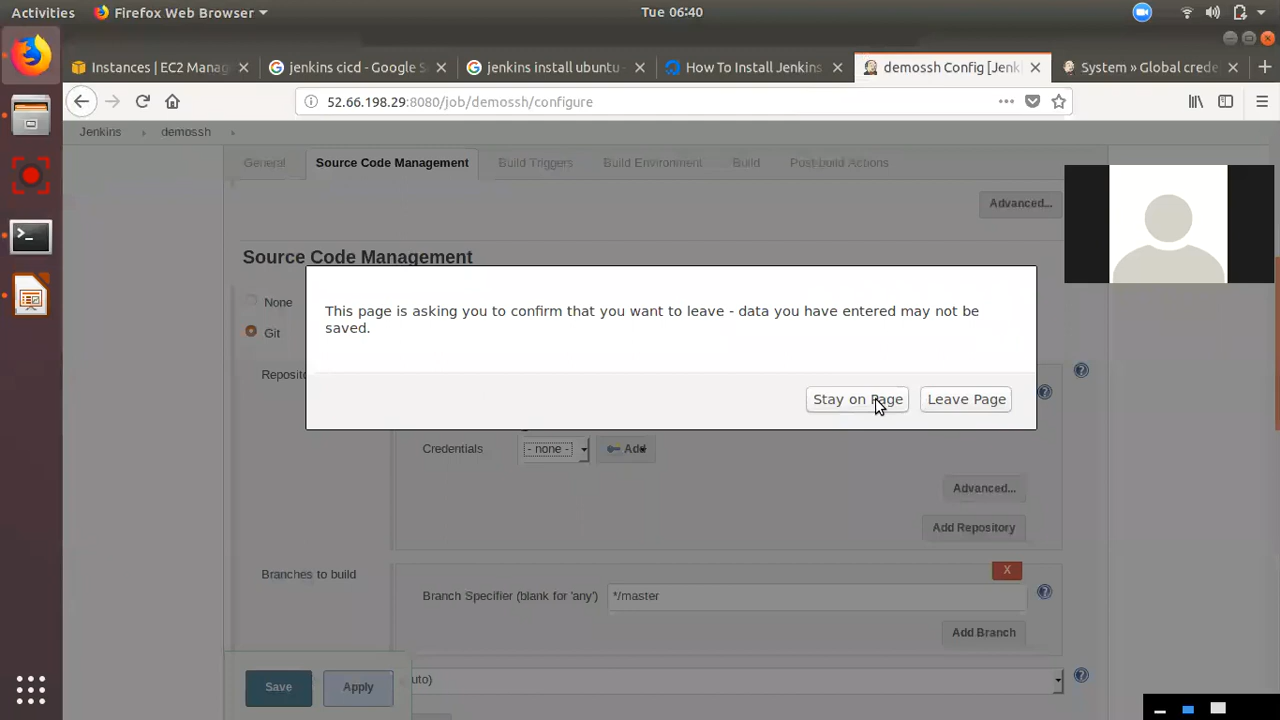 Activities
Firefox Web Browser
Tue 06:40
Instances | EC2 Manag
jenkins cicd - Google S
jenkins install ubuntu -
How To Install Jenkins
demossh Config [Jenk
System » Global crede
52.66.198.29:8080/job/demossh/configure
Jenkins
demossh
General
Source Code Management
Build Triggers
Build Environment
Build
Post-build Actions
Advanced...
Source Code Management
None
This page is asking you to confirm that you want to leave - data you have entered may not be
saved.
Git
Reposito
Stay on Page
Leave Page
Credentials
- none -
Add
Advanced...
Add Repository
Branches to build
X
Branch Specifier (blank for 'any')
*/master
Add Branch
Save
Apply
uto)